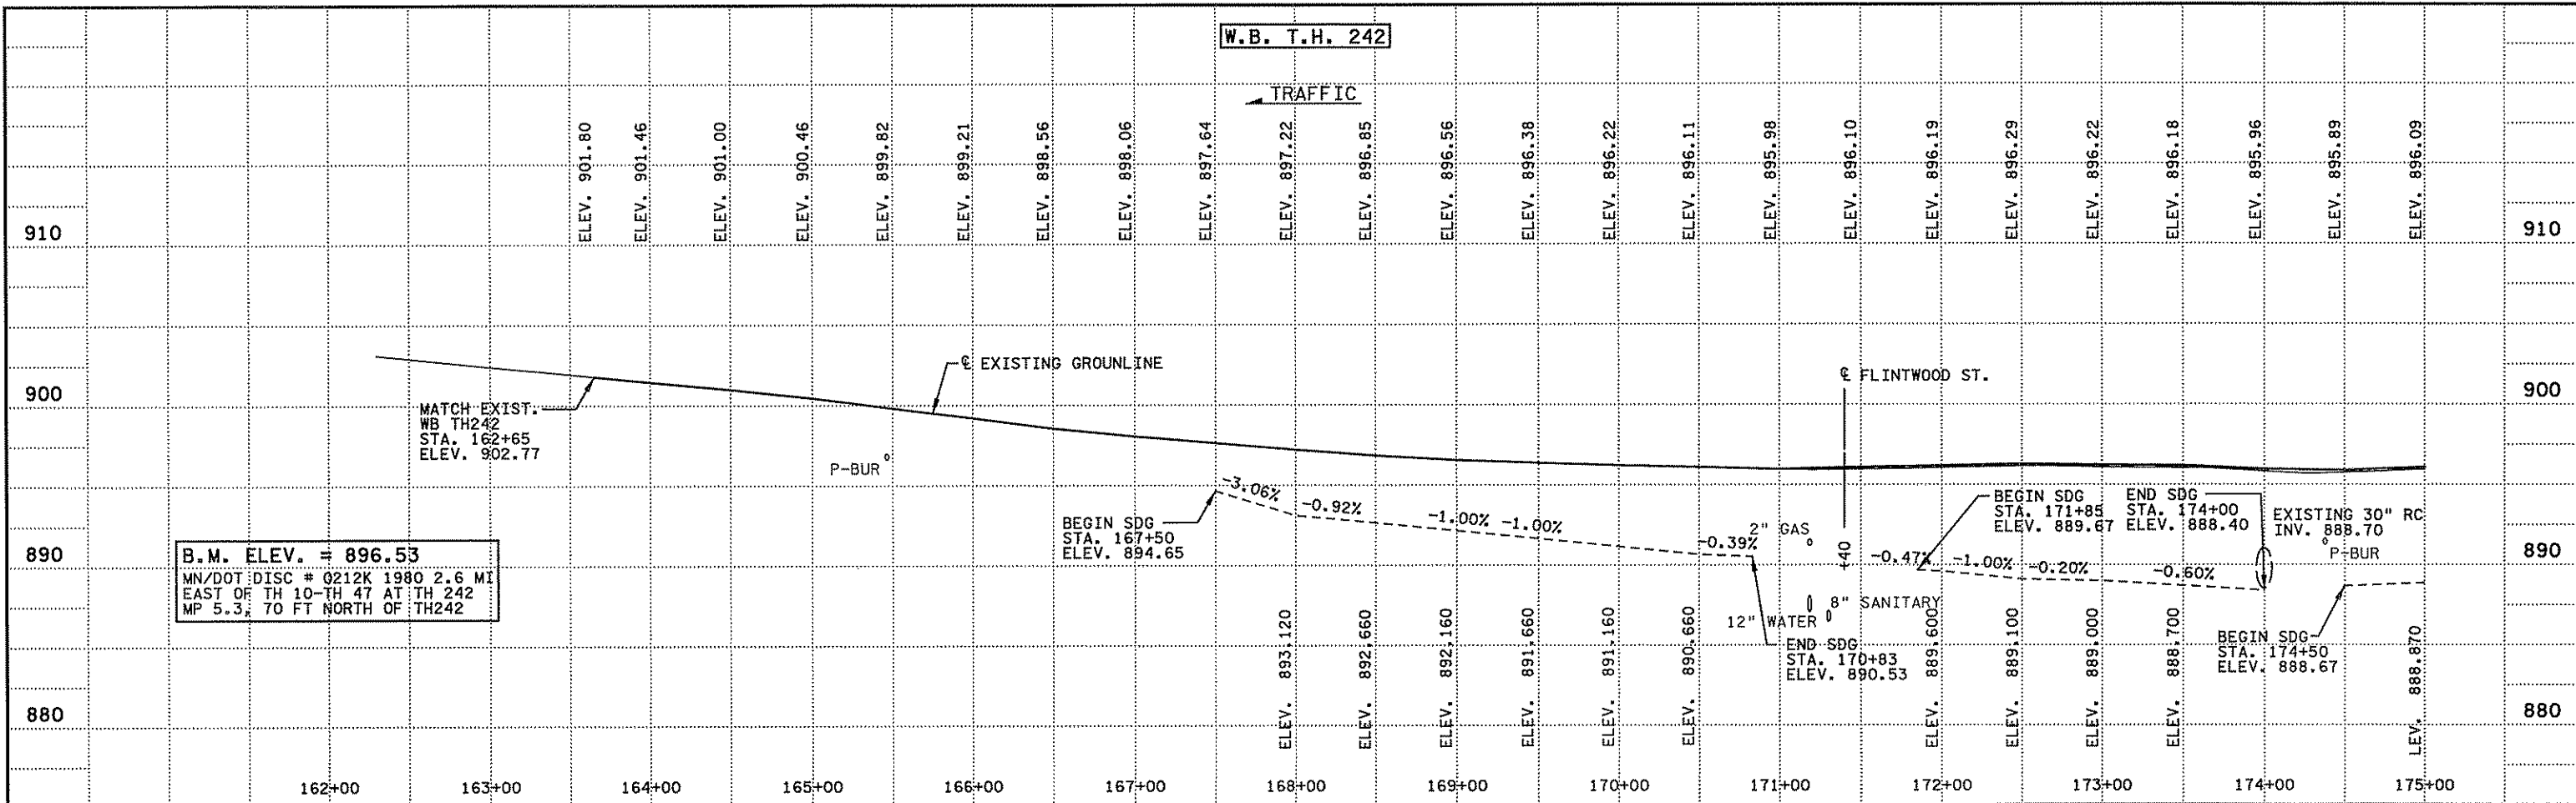 W.B. T.H. 242
TRAFFIC
ELEV. 901.80
ELEV. 901.46
ELEV. 901.00
ELEV. 900.46
ELEV. 899.82
ELEV. 899.21
ELEV. 898.56
ELEV. 898.06
ELEV. 897.64
ELEV. 897.22
ELEV. 896.85
ELEV. 896.56
ELEV. 896.38
ELEV. 896.22
ELEV. 896.11
ELEV. 895.98
ELEV. 896.10
ELEV. 896.19
ELEV. 896.29
ELEV. 896.22
ELEV. 896.18
ELEV. 895.96
ELEV. 895.89
ELEV. 896.09
910
910
℄ EXISTING GROUNLINE
℄ FLINTWOOD ST.
900
900
MATCH EXIST.
WB TH242
STA. 162+65
ELEV. 902.77
P-BUR
BEGIN SDG
STA. 167+50
ELEV. 894.65
-3.06%
-0.92%
-1.00%
-1.00%
-0.39%
2" GAS
+40
-0.47%
-1.00%
-0.20%
-0.60%
BEGIN SDG
STA. 171+85
ELEV. 889.67
END SDG
STA. 174+00
ELEV. 888.40
EXISTING 30" RC
INV. 888.70
P-BUR
890
890
B.M. ELEV. = 896.53
MN/DOT DISC # 0212K 1980 2.6 MI
EAST OF TH 10-TH 47 AT TH 242
MP 5.3, 70 FT NORTH OF TH242
8" SANITARY
12" WATER
END SDG
STA. 170+83
ELEV. 890.53
BEGIN SDG
STA. 174+50
ELEV. 888.67
ELEV. 893.120
ELEV. 892.660
ELEV. 892.160
ELEV. 891.660
ELEV. 891.160
ELEV. 890.660
ELEV. 889.600
ELEV. 889.100
ELEV. 889.000
ELEV. 888.700
LEV. 888.870
880
880
162+00
163+00
164+00
165+00
166+00
167+00
168+00
169+00
170+00
171+00
172+00
173+00
174+00
175+00